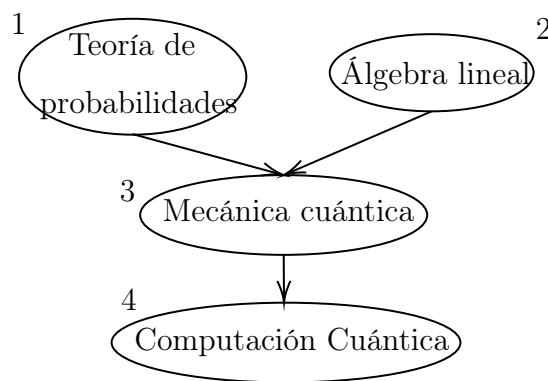 1
Teoría de
probabilidades
2
Álgebra lineal
3
Mecánica cuántica
4
Computación Cuántica